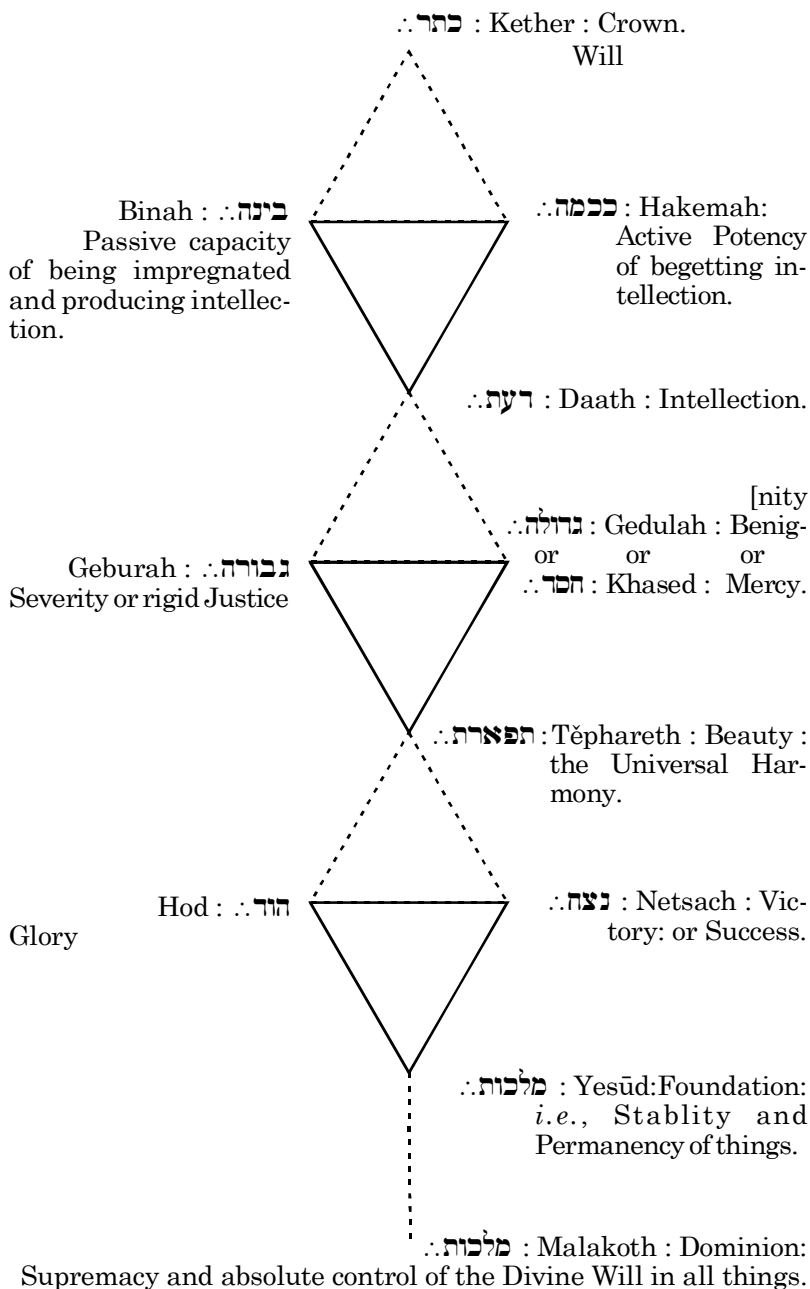 ∴כתר : Kether : Crown.
Will
Binah : ∴בינה
Passive capacity
of being impregnated
and producing intellec-
tion.
∴ככמה : Hakemah:
Active Potency
of begetting in-
tellection.
∴דעת : Daath : Intellection.
[nity
∴גדולה : Gedulah : Benig-
or or or
∴חסד : Khased : Mercy.
Geburah : ∴גבורה
Severity or rigid Justice
∴תפארת : Tĕphareth : Beauty :
the Universal Har-
mony.
Hod : ∴הוד
Glory
∴נצח : Netsach : Vic-
tory: or Success.
∴מלכות : Yesūd:Foundation:
i.e., Stablity and
Permanency of things.
∴מלכות : Malakoth : Dominion:
Supremacy and absolute control of the Divine Will in all things.